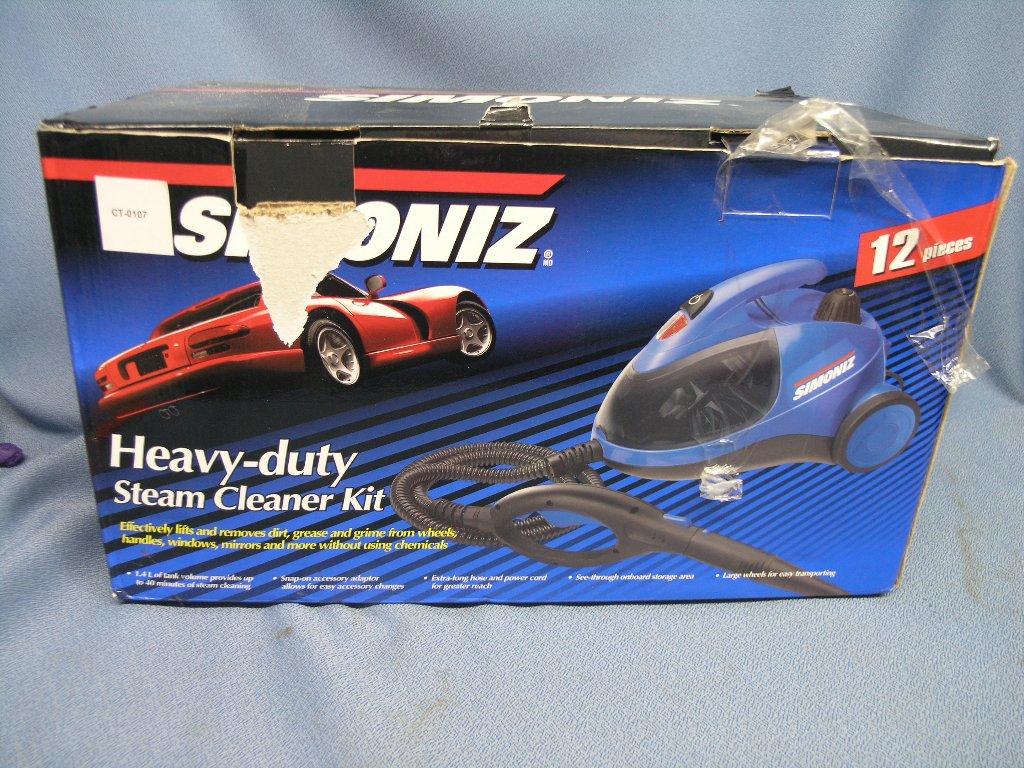 SIMONIZ
CT-0107
SIMONIZ®
MD
12 pieces
SIMONIZ
Heavy-duty
Steam Cleaner Kit
Effectively lifts and removes dirt, grease and grime from wheels,
handles, windows, mirrors and more without using chemicals
• 1.4 L of tank volume provides up
to 40 minutes of steam cleaning
• Snap-on accessory adaptor
allows for easy accessory changes
• Extra-long hose and power cord
for greater reach
• See-through onboard storage area
• Large wheels for easy transporting